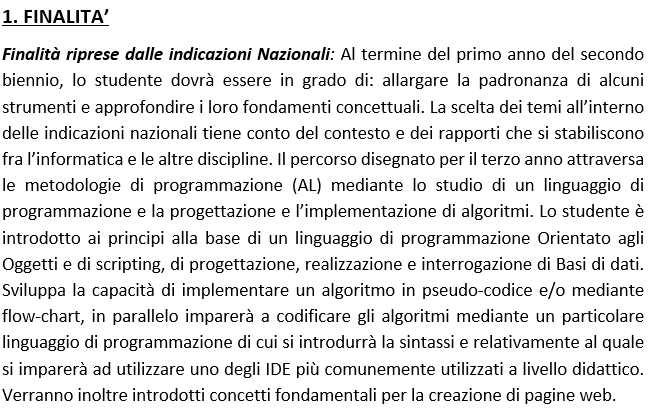 1. FINALITA’
Finalità riprese dalle indicazioni Nazionali: Al termine del primo anno del secondo
biennio, lo studente dovrà essere in grado di: allargare la padronanza di alcuni
strumenti e approfondire i loro fondamenti concettuali. La scelta dei temi all’interno
delle indicazioni nazionali tiene conto del contesto e dei rapporti che si stabiliscono
fra l’informatica e le altre discipline. Il percorso disegnato per il terzo anno attraversa
le metodologie di programmazione (AL) mediante lo studio di un linguaggio di
programmazione e la progettazione e l’implementazione di algoritmi. Lo studente è
introdotto ai principi alla base di un linguaggio di programmazione Orientato agli
Oggetti e di scripting, di progettazione, realizzazione e interrogazione di Basi di dati.
Sviluppa la capacità di implementare un algoritmo in pseudo-codice e/o mediante
flow-chart, in parallelo imparerà a codificare gli algoritmi mediante un particolare
linguaggio di programmazione di cui si introdurrà la sintassi e relativamente al quale
si imparerà ad utilizzare uno degli IDE più comunemente utilizzati a livello didattico.
Verranno inoltre introdotti concetti fondamentali per la creazione di pagine web.